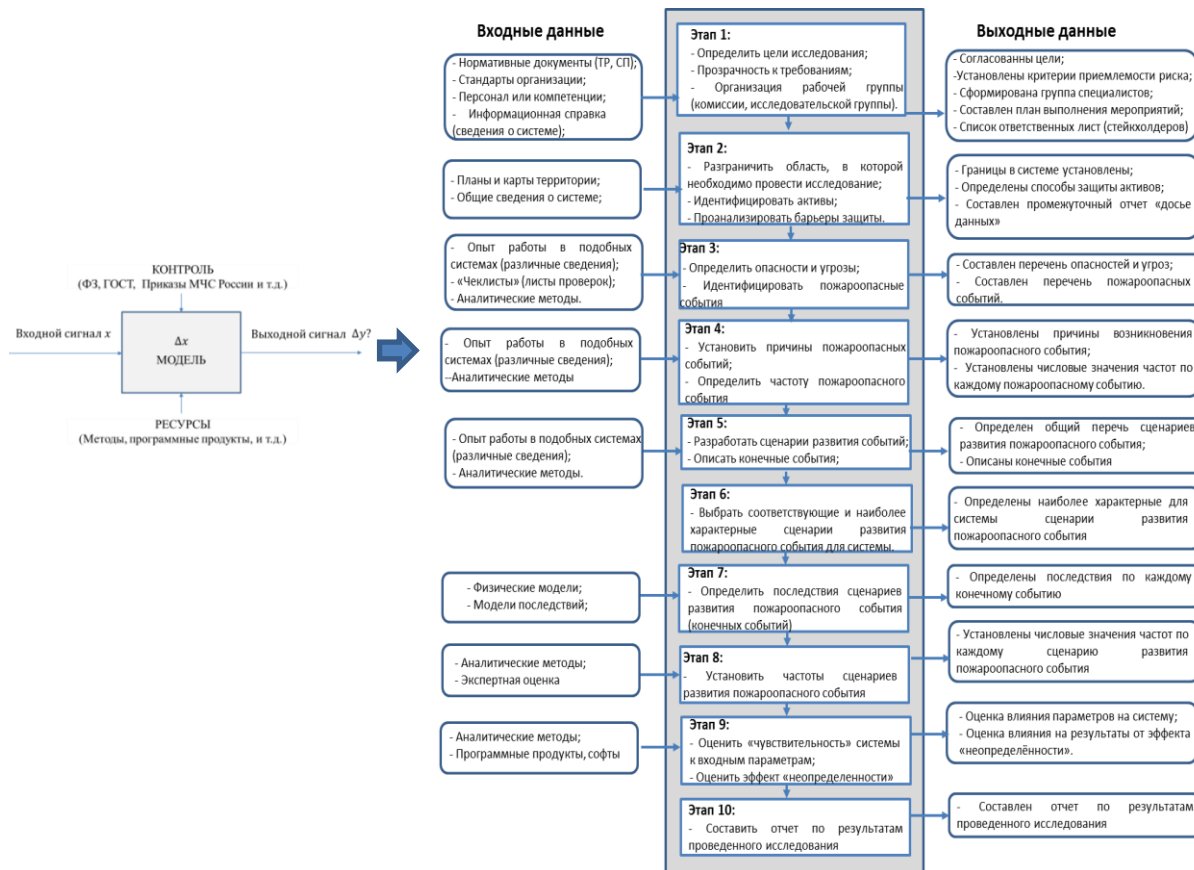 КОНТРОЛЬ
(ФЗ, ГОСТ, Приказы МЧС России и т.д.)
Входной сигнал x
Δx
МОДЕЛЬ
Выходной сигнал Δy?
РЕСУРСЫ
(Методы, программные продукты, и т.д.)
Входные данные
- Нормативные документы (ТР, СП);
- Стандарты организации;
- Персонал или компетенции;
- Информационная справка
(сведения о системе);
- Планы и карты территории;
- Общие сведения о системе;
- Опыт работы в подобных
системах (различные сведения);
- «Чеклисты» (листы проверок);
- Аналитические методы.
- Опыт работы в подобных
системах (различные сведения);
--Аналитические методы
- Опыт работы в подобных системах
(различные сведения);
- Аналитические методы.
- Физические модели;
- Модели последствий;
- Аналитические методы;
- Экспертная оценка
- Аналитические методы;
- Программные продукты, софты
Этап 1:
- Определить цели исследования;
- Прозрачность к требованиям;
- Организация рабочей группы
(комиссии, исследовательской группы).
Этап 2:
- Разграничить область, в которой
необходимо провести исследование;
- Идентифицировать активы;
- Проанализировать барьеры защиты.
Этап 3:
- Определить опасности и угрозы;
- Идентифицировать пожароопасные
события
Этап 4:
- Установить причины пожароопасных
событий;
- Определить частоту пожароопасного
события
Этап 5:
- Разработать сценарии развития событий;
- Описать конечные события;
Этап 6:
- Выбрать соответствующие и наиболее
характерные сценарии развития
пожароопасного события для системы.
Этап 7:
- Определить последствия сценариев
развития пожароопасного события
(конечных событий)
Этап 8:
- Установить частоты сценариев
развития пожароопасного события
Этап 9:
- Оценить «чувствительность» системы
к входным параметрам;
- Оценить эффект «неопределенности»
Этап 10:
- Составить отчет по результатам
проведенного исследования
Выходные данные
- Согласованны цели;
-Установлены критерии приемлемости риска;
- Сформирована группа специалистов;
- Составлен план выполнения мероприятий;
- Список ответственных лист (стейкхолдеров)
- Границы в системе установлены;
- Определены способы защиты активов;
- Составлен промежуточный отчет «досье
данных»
- Составлен перечень опасностей и угроз;
- Составлен перечень пожароопасных
событий.
- Установлены причины возникновения
пожароопасного события;
- Установлены числовые значения частот по
каждому пожароопасному событию.
- Определен общий перечь сценариев
развития пожароопасного события;
- Описаны конечные события
- Определены наиболее характерные для
системы сценарии развития
пожароопасного события
- Определены последствия по каждому
конечному событию
- Установлены числовые значения частот по
каждому сценарию развития
пожароопасного события
- Оценка влияния параметров на систему;
- Оценка влияния на результаты от эффекта
«неопределённости».
- Составлен отчет по результатам
проведенного исследования